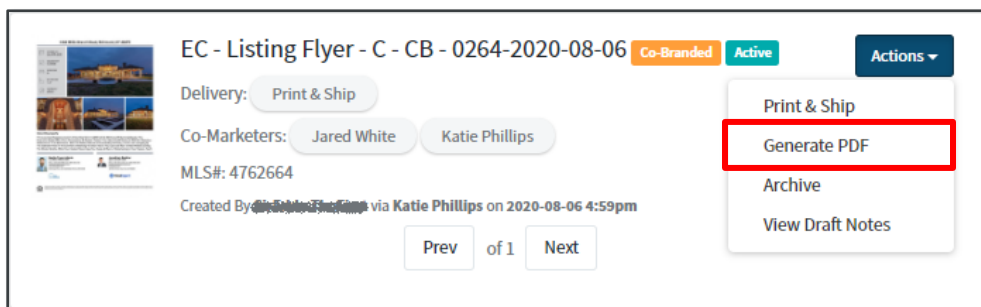 EC - Listing Flyer - C - CB - 0264-2020-08-06 Co-Branded Active Actions
Delivery: Print & Ship
Co-Marketers: Jared White Katie Phillips
MLS#: 4762664
Created By via Katie Phillips on 2020-08-06 4:59pm
Prev of 1 Next
Print & Ship
Generate PDF
Archive
View Draft Notes